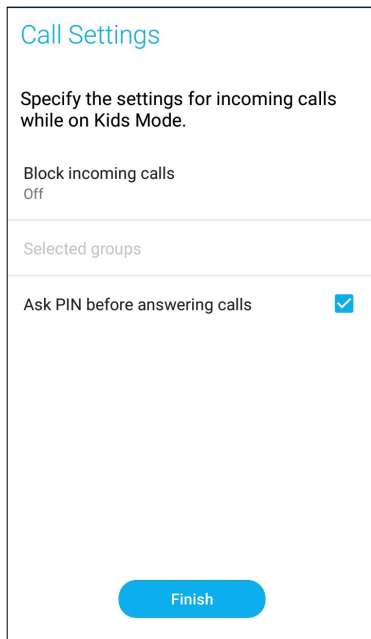 Call Settings
Specify the settings for incoming calls
while on Kids Mode.
Block incoming calls
Off
Selected groups
Ask PIN before answering calls
Finish